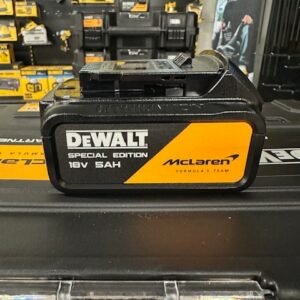 DEWALT
SPECIAL EDITION
18V 5AH
McLaren
FORMULA 1 TEAM